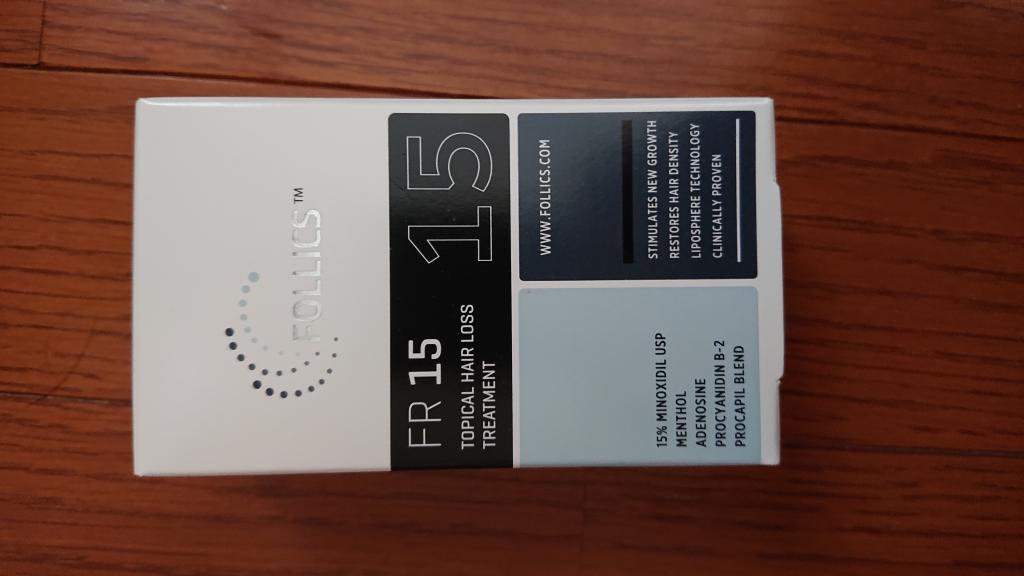 FOLLICS™
FR 15
TOPICAL HAIR LOSS
TREATMENT
15
15% MINOXIDIL USP
MENTHOL
ADENOSINE
PROCYANIDIN B-2
PROCAPIL BLEND
WWW.FOLLICS.COM
STIMULATES NEW GROWTH
RESTORES HAIR DENSITY
LIPOSPHERE TECHNOLOGY
CLINICALLY PROVEN